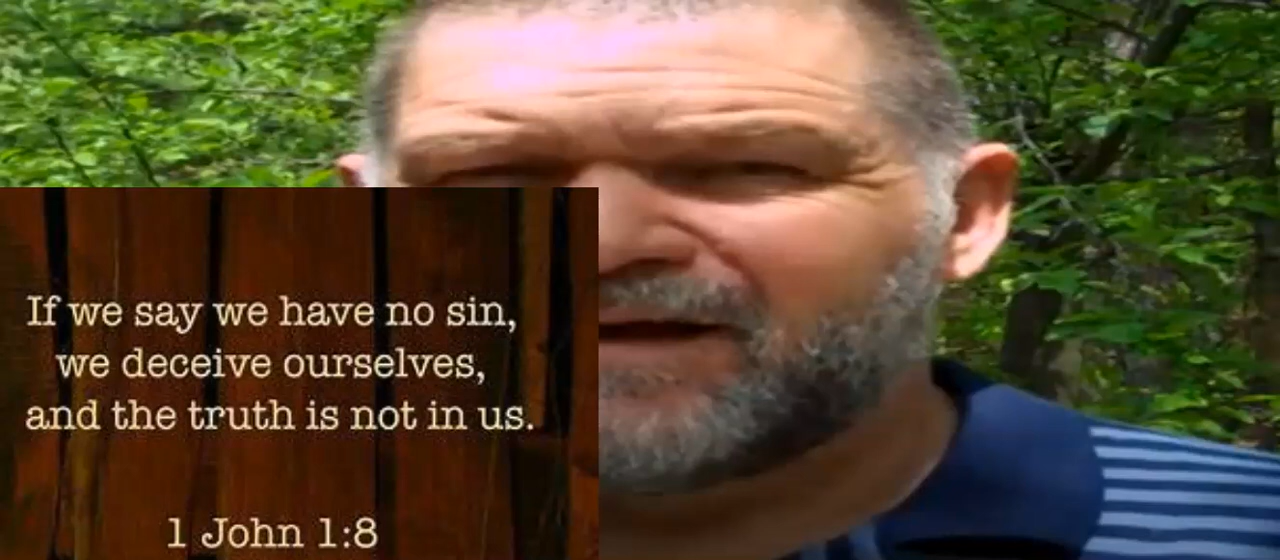 If we say we have no sin,
we deceive ourselves,
and the truth is not in us.
1 John 1:8